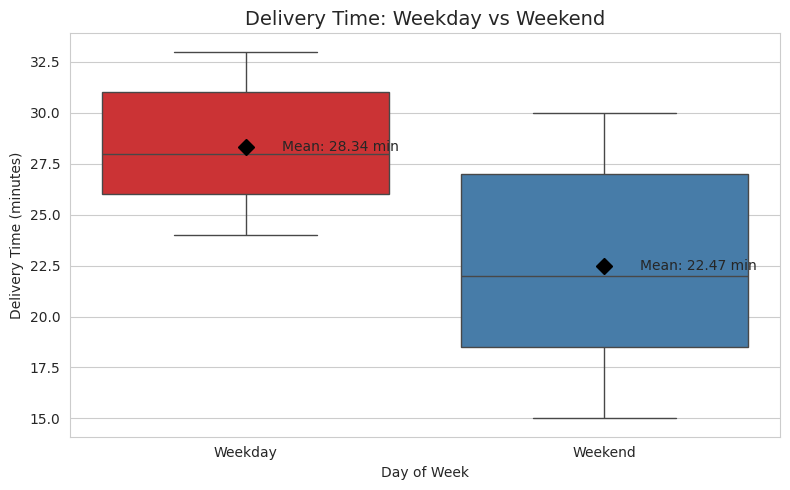 Delivery Time: Weekday vs Weekend
Delivery Time (minutes)
32.5
30.0
27.5
25.0
22.5
20.0
17.5
15.0
Mean: 28.34 min
Mean: 22.47 min
Weekday
Weekend
Day of Week